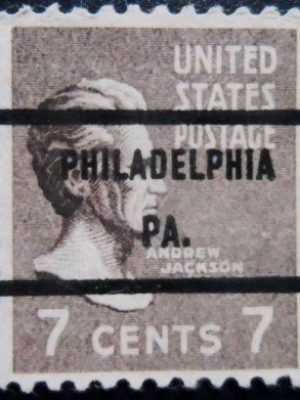 UNITED
STATES
POSTAGE
PHILADELPHIA
PA.
ANDREW
JACKSON
7 CENTS 7